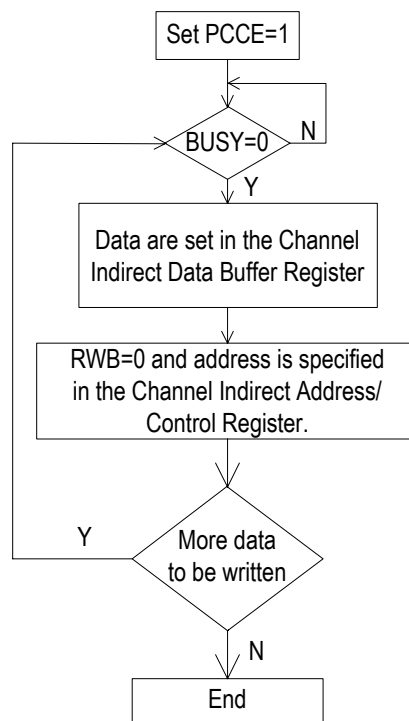 Set PCCE=1
BUSY=0
N
Y
Data are set in the Channel
Indirect Data Buffer Register
RWB=0 and address is specified
in the Channel Indirect Address/
Control Register.
Y
More data
to be written
N
End